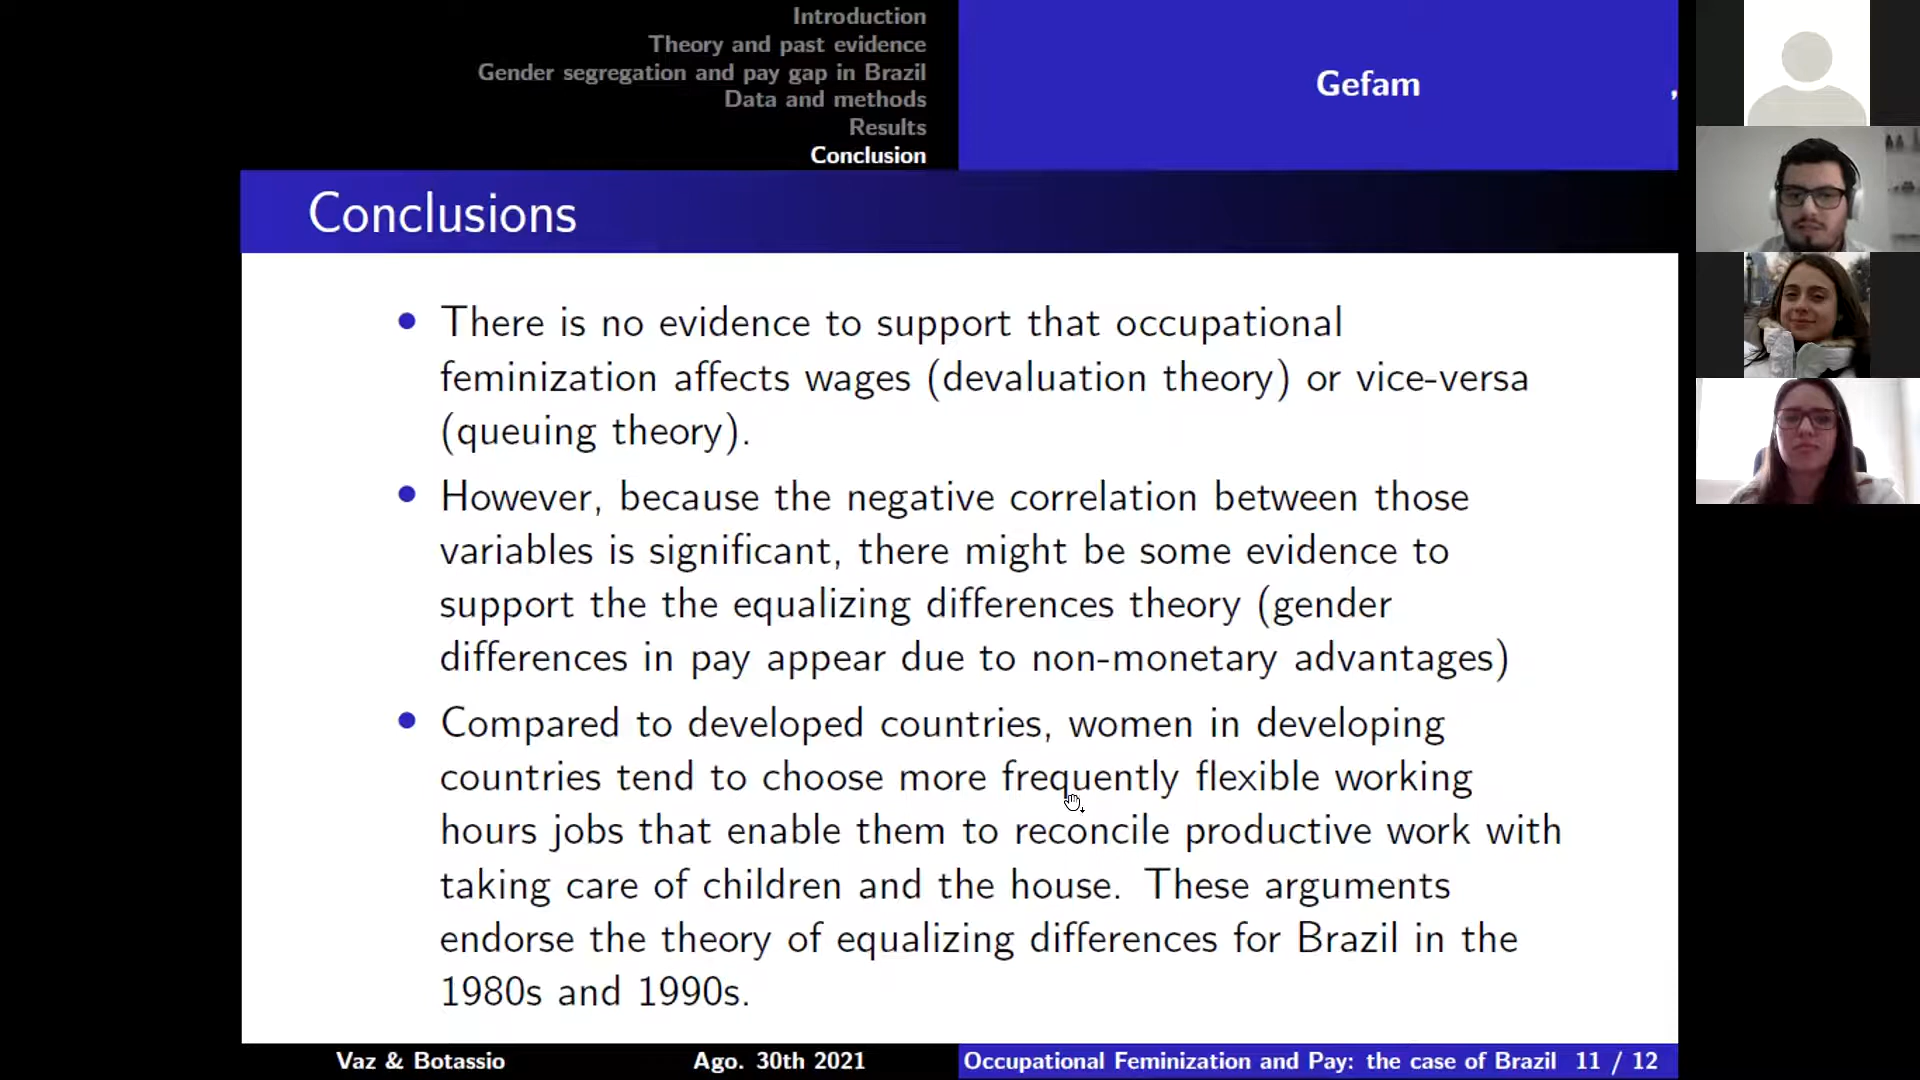 Introduction
Theory and past evidence
Gender segregation and pay gap in Brazil
Data and methods
Results
Conclusion
Gefam
,
Conclusions
There is no evidence to support that occupational
feminization affects wages (devaluation theory) or vice-versa
(queuing theory).
However, because the negative correlation between those
variables is significant, there might be some evidence to
support the the equalizing differences theory (gender
differences in pay appear due to non-monetary advantages)
Compared to developed countries, women in developing
countries tend to choose more frequently flexible working
hours jobs that enable them to reconcile productive work with
taking care of children and the house. These arguments
endorse the theory of equalizing differences for Brazil in the
1980s and 1990s.
Vaz & Botassio Ago. 30th 2021 Occupational Feminization and Pay: the case of Brazil 11 / 12